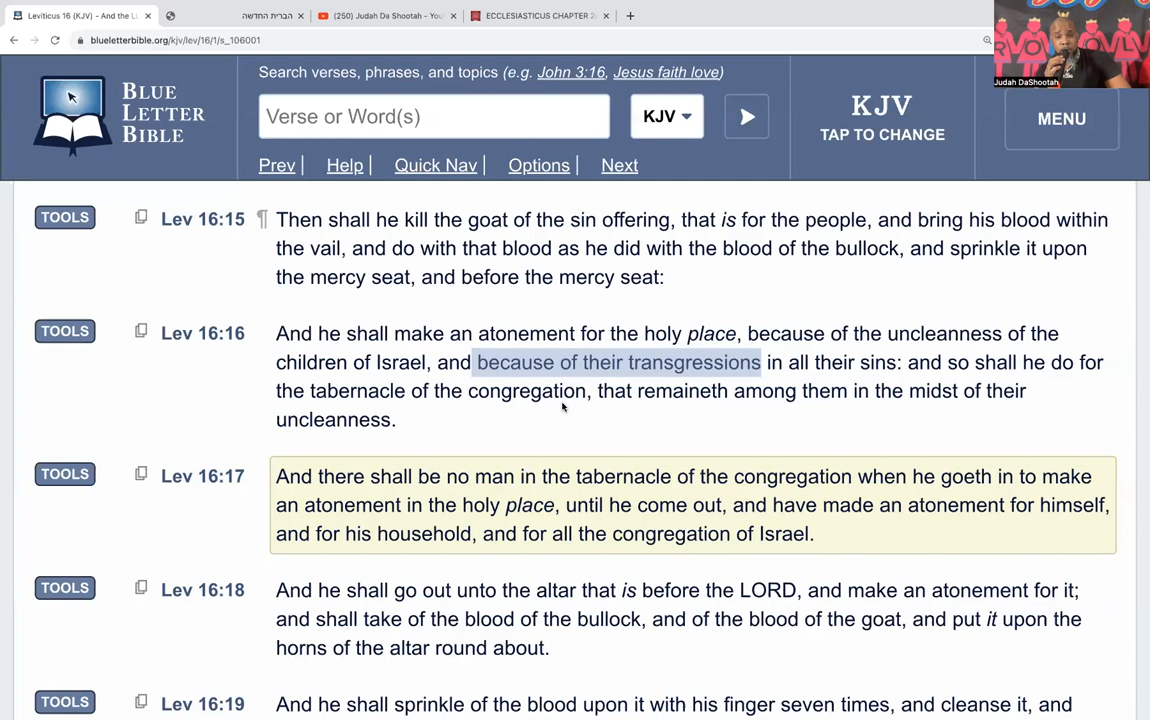 Leviticus 16 (KJV) - And the L
הברית החדשה
(250) Judah Da Shootah - You
ECCLESIASTICUS CHAPTER 2
blueletterbible.org/kjv/lev/16/1/s_106001
Judah DaShootah
BLUE
LETTER
BIBLE
Search verses, phrases, and topics (e.g. John 3:16, Jesus faith love)
Verse or Word(s)
KJV
KJV
TAP TO CHANGE
MENU
Prev | Help | Quick Nav | Options | Next
TOOLS Lev 16:15 ¶ Then shall he kill the goat of the sin offering, that is for the people, and bring his blood within
the vail, and do with that blood as he did with the blood of the bullock, and sprinkle it upon
the mercy seat, and before the mercy seat:
TOOLS Lev 16:16 And he shall make an atonement for the holy place, because of the uncleanness of the
children of Israel, and because of their transgressions in all their sins: and so shall he do for
the tabernacle of the congregation, that remaineth among them in the midst of their
uncleanness.
TOOLS Lev 16:17 And there shall be no man in the tabernacle of the congregation when he goeth in to make
an atonement in the holy place, until he come out, and have made an atonement for himself,
and for his household, and for all the congregation of Israel.
TOOLS Lev 16:18 And he shall go out unto the altar that is before the LORD, and make an atonement for it;
and shall take of the blood of the bullock, and of the blood of the goat, and put it upon the
horns of the altar round about.
TOOLS Lev 16:19 And he shall sprinkle of the blood upon it with his finger seven times, and cleanse it, and